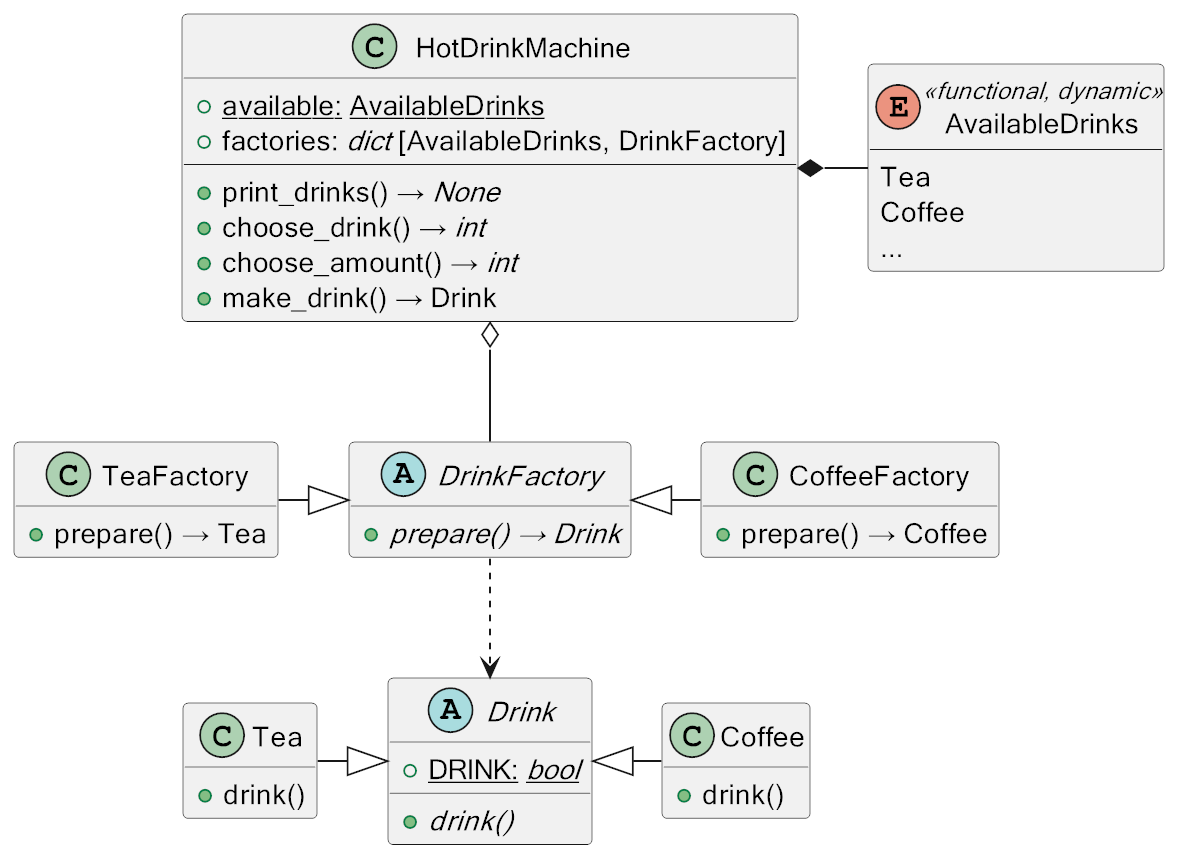 C HotDrinkMachine
available: AvailableDrinks
factories: dict [AvailableDrinks, DrinkFactory]
print_drinks() → None
choose_drink() → int
choose_amount() → int
make_drink() → Drink
E «functional, dynamic»
AvailableDrinks
Tea
Coffee
...
C TeaFactory
prepare() → Tea
A DrinkFactory
prepare() → Drink
C CoffeeFactory
prepare() → Coffee
C Tea
drink()
A Drink
DRINK: bool
drink()
C Coffee
drink()